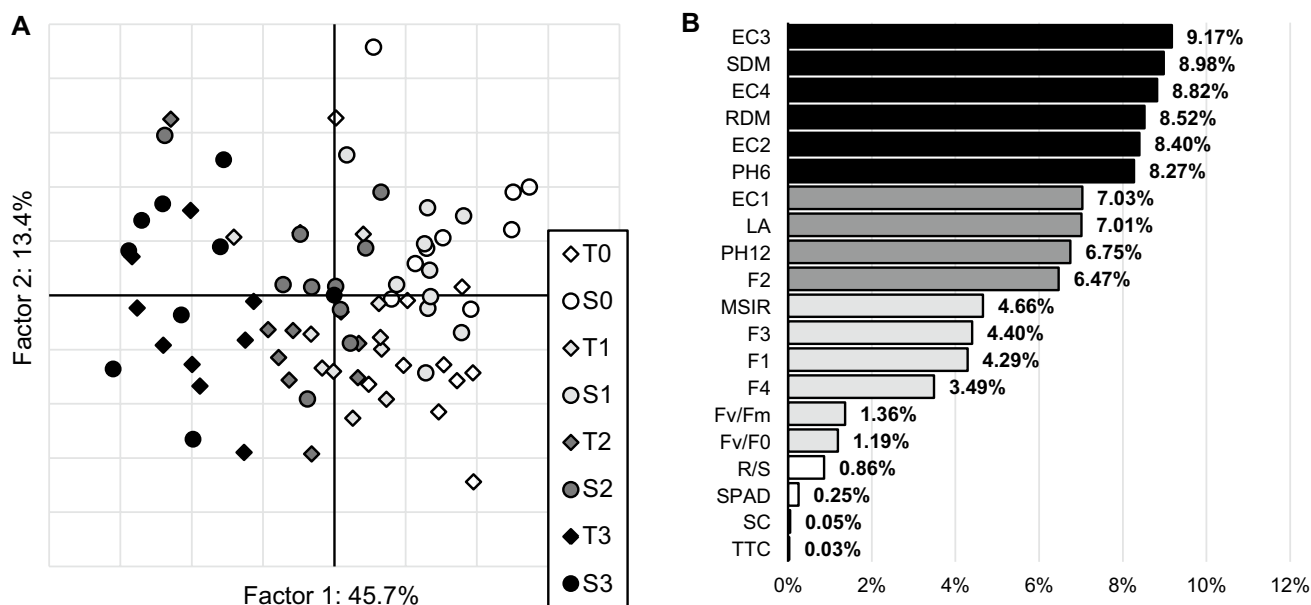 A
Factor 2: 13.4%
Factor 1: 45.7%
T0
S0
T1
S1
T2
S2
T3
S3
B
EC3 9.17%
SDM 8.98%
EC4 8.82%
RDM 8.52%
EC2 8.40%
PH6 8.27%
EC1 7.03%
LA 7.01%
PH12 6.75%
F2 6.47%
MSIR 4.66%
F3 4.40%
F1 4.29%
F4 3.49%
Fv/Fm 1.36%
Fv/F0 1.19%
R/S 0.86%
SPAD 0.25%
SC 0.05%
TTC 0.03%
0% 2% 4% 6% 8% 10% 12%